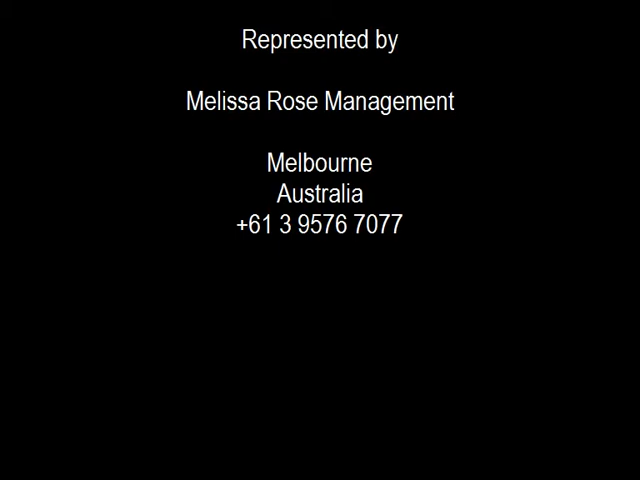 Represented by
Melissa Rose Management
Melbourne
Australia
+61 3 9576 7077